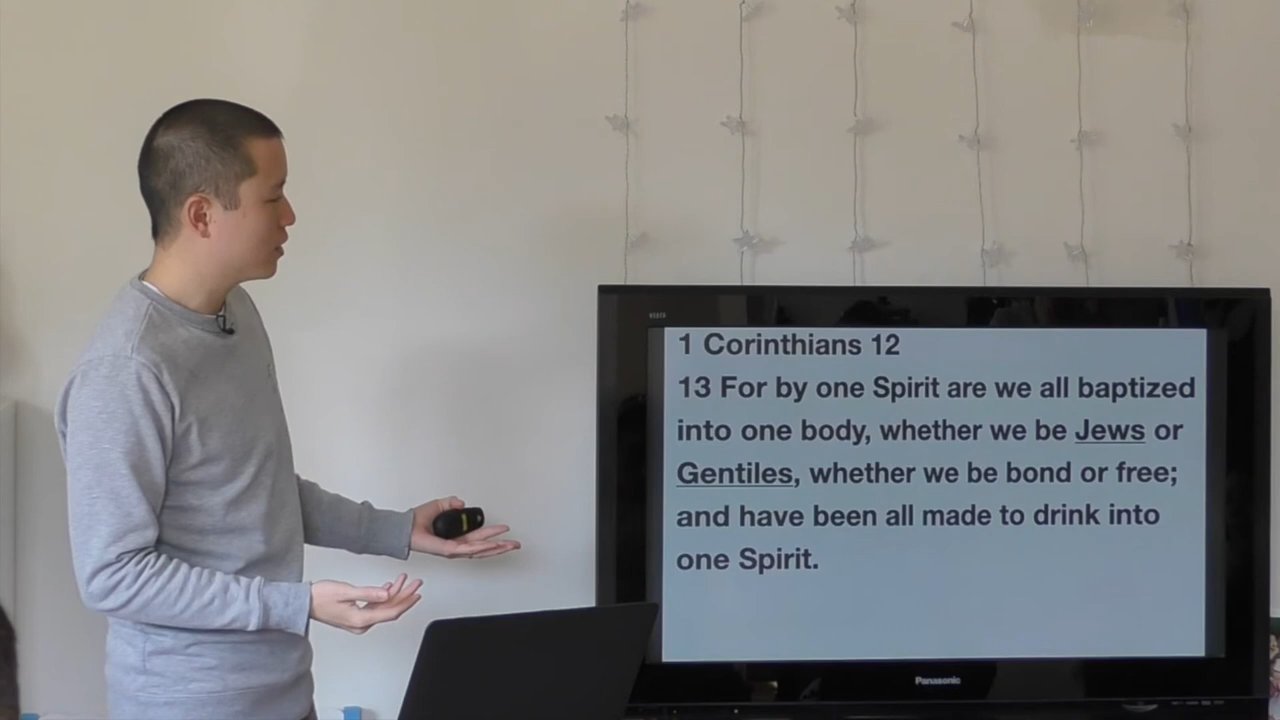 1 Corinthians 12
13 For by one Spirit are we all baptized
into one body, whether we be Jews or
Gentiles, whether we be bond or free;
and have been all made to drink into
one Spirit.
Panasonic